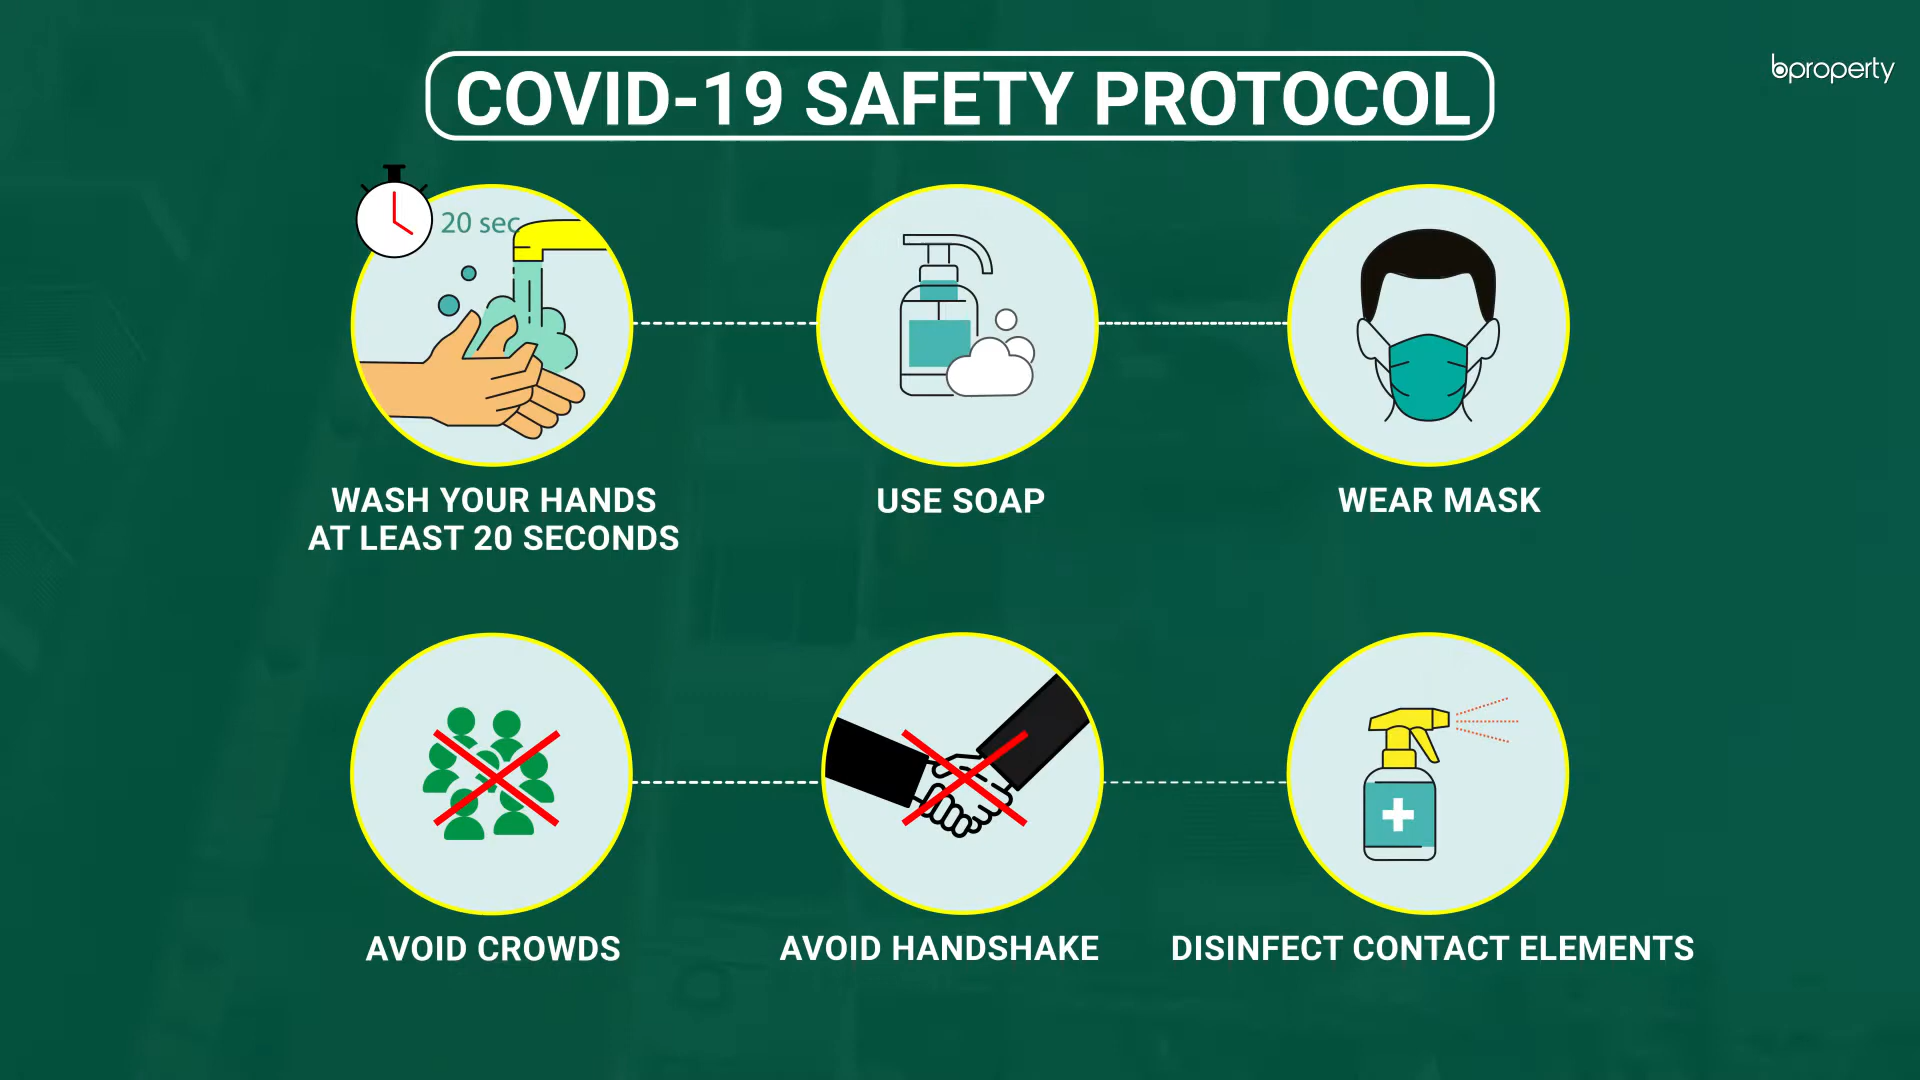 COVID-19 SAFETY PROTOCOL
bproperty
20 sec
WASH YOUR HANDS
AT LEAST 20 SECONDS
USE SOAP
WEAR MASK
AVOID CROWDS
AVOID HANDSHAKE
DISINFECT CONTACT ELEMENTS